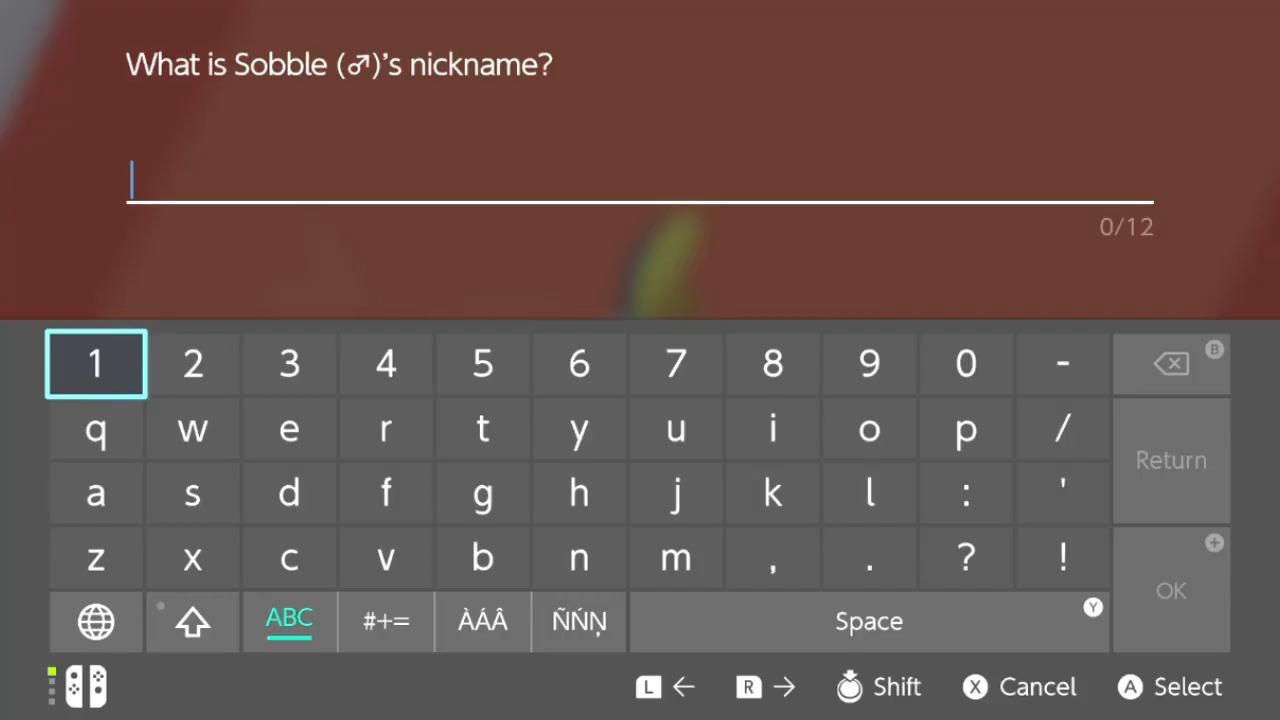 What is Sobble (♂)'s nickname?
0/12
1 2 3 4 5 6 7 8 9 0 - B
q w e r t y u i o p /
Return
a s d f g h j k l : '
z x c v b n m , . ? ! +
OK
ABC #+= ÀÁÂ ÑŃŅ Space Y
L ← R → Shift X Cancel A Select